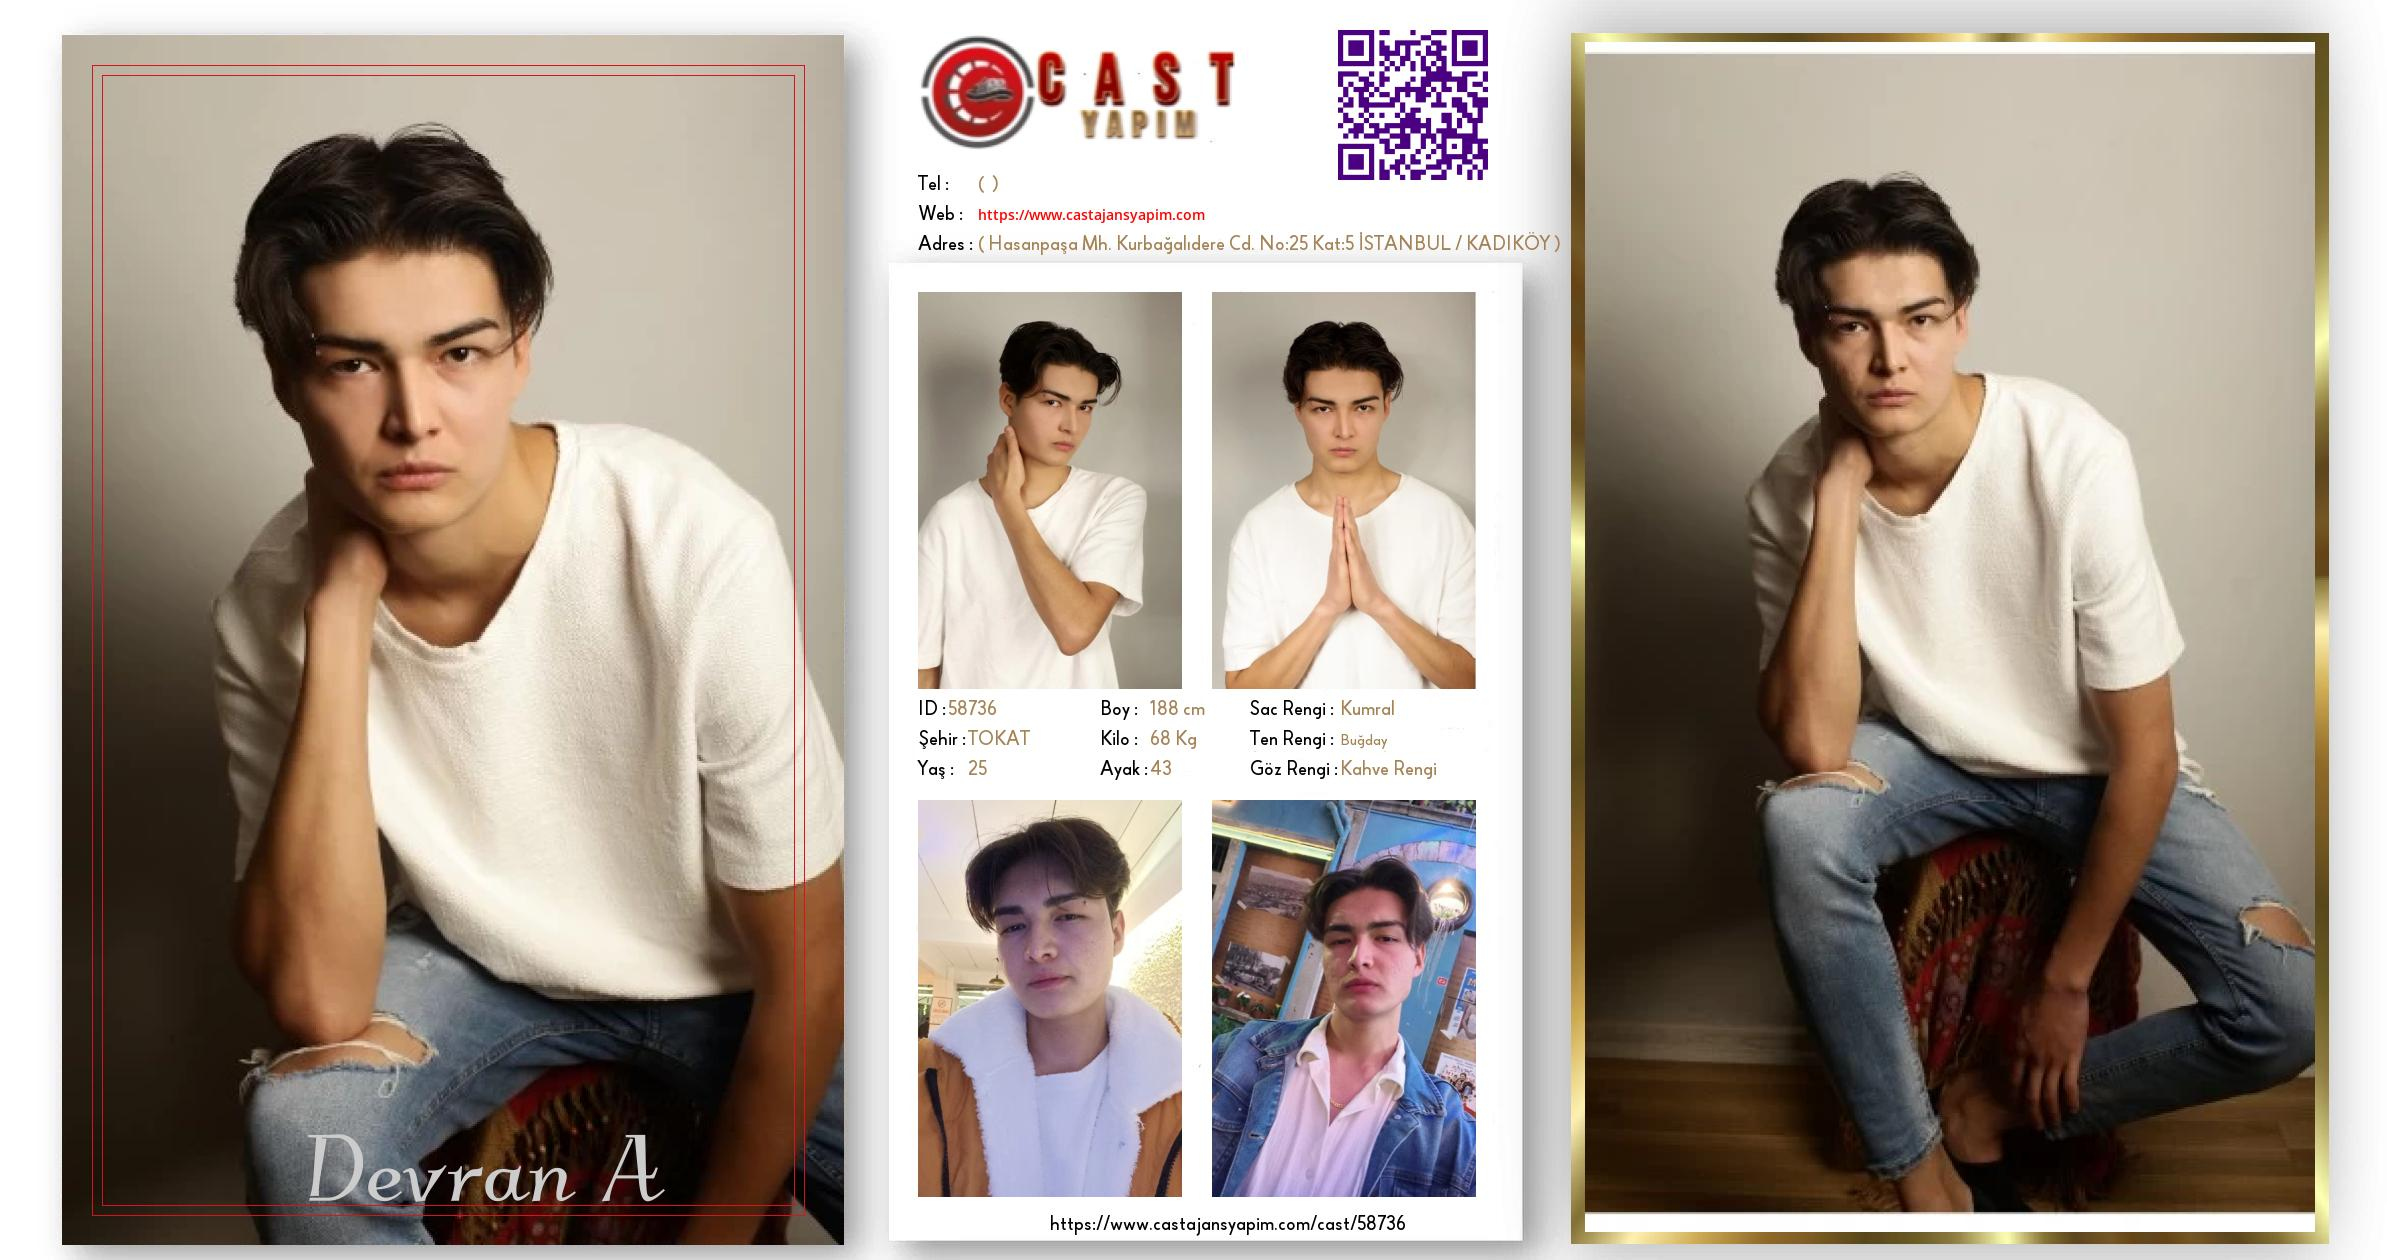 Devran A
CAST
YAPIM
Tel : ( )
Web : https://www.castajansyapim.com
Adres : ( Hasanpaşa Mh. Kurbağalıdere Cd. No:25 Kat:5 İSTANBUL / KADIKÖY )
ID : 58736 Boy : 188 cm Sac Rengi : Kumral
Şehir : TOKAT Kilo : 68 Kg Ten Rengi : Buğday
Yaş : 25 Ayak : 43 Göz Rengi : Kahve Rengi
https://www.castajansyapim.com/cast/58736